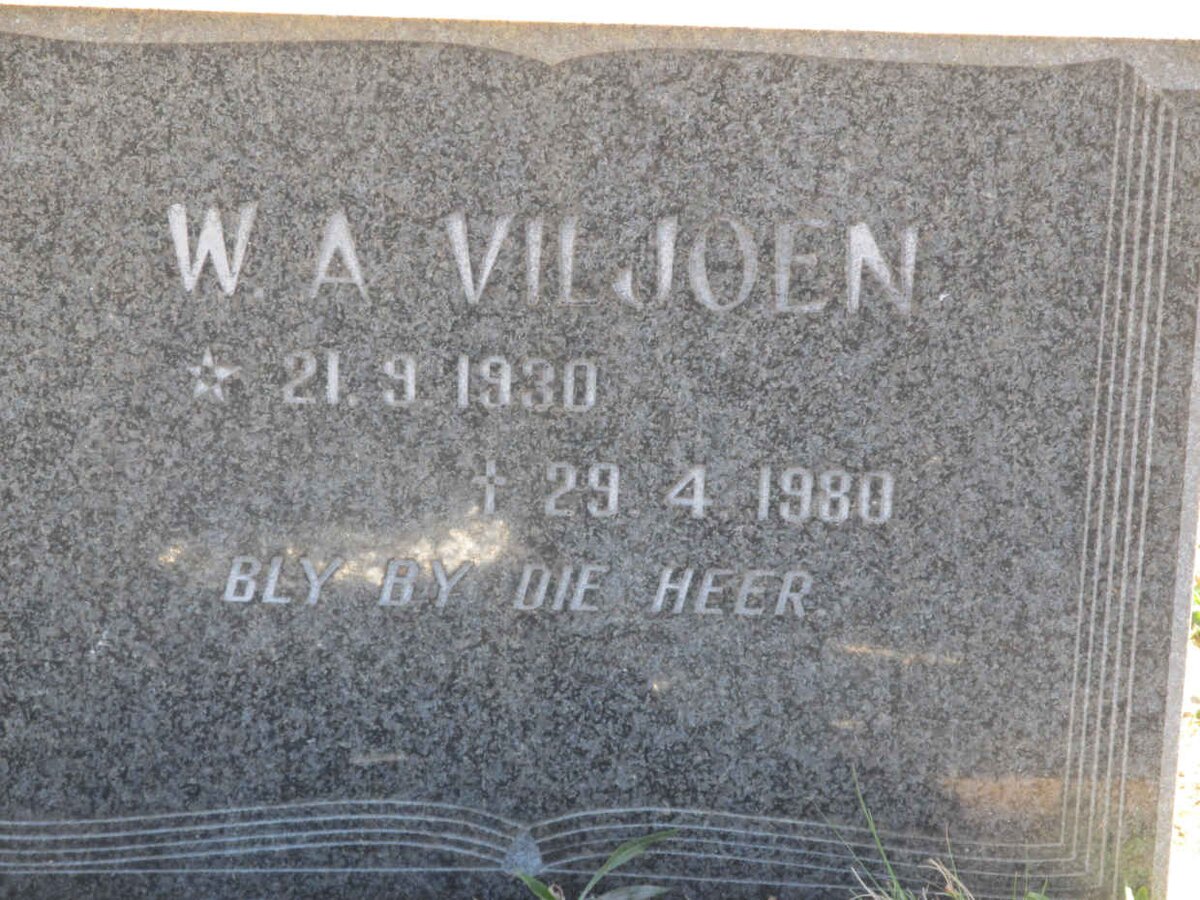 W. A. VILJOEN
☆ 21. 9. 1930
† 29. 4. 1980
BLY BY DIE HEER.